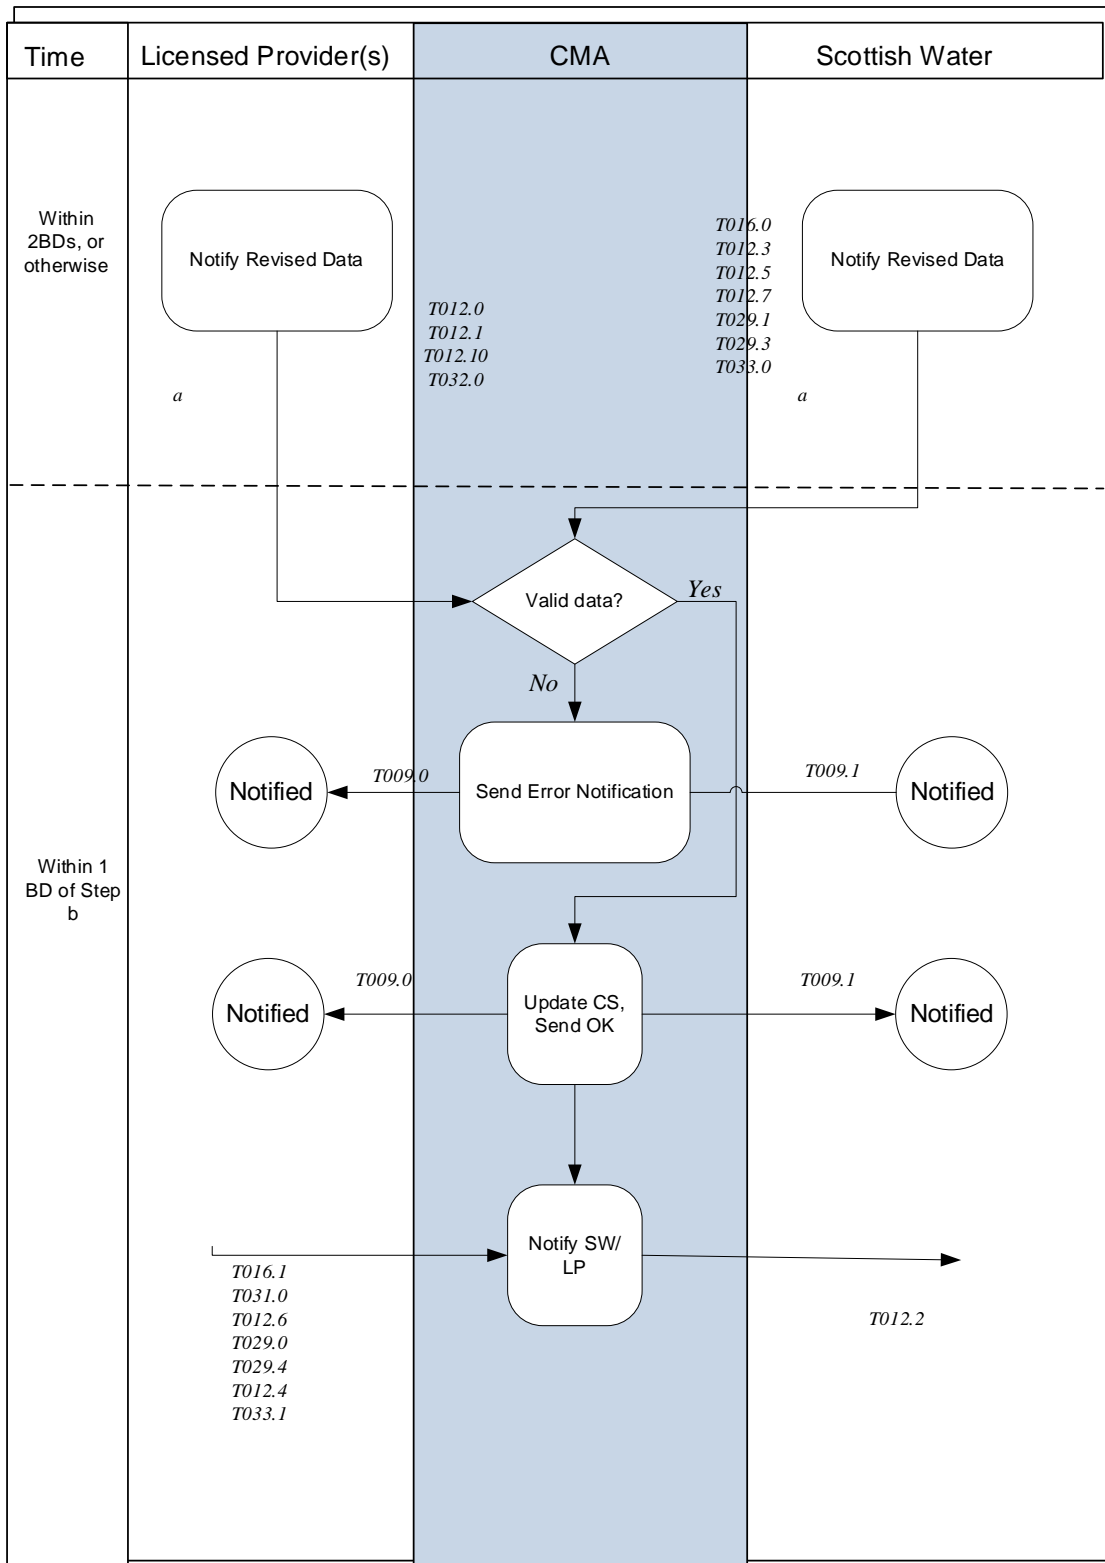 Time
Licensed Provider(s)
CMA
Scottish Water
Within
2BDs, or
otherwise
Notify Revised Data
T012.0
T012.1
T012.10
T032.0
a
T016.0
T012.3
T012.5
T012.7
T029.1
T029.3
T033.0
Notify Revised Data
a
Valid data?
Yes
No
Within 1
BD of Step
b
Notified
T009.0
Send Error Notification
T009.1
Notified
Notified
T009.0
Update CS,
Send OK
T009.1
Notified
Notify SW/
LP
T016.1
T031.0
T012.6
T029.0
T029.4
T012.4
T033.1
T012.2